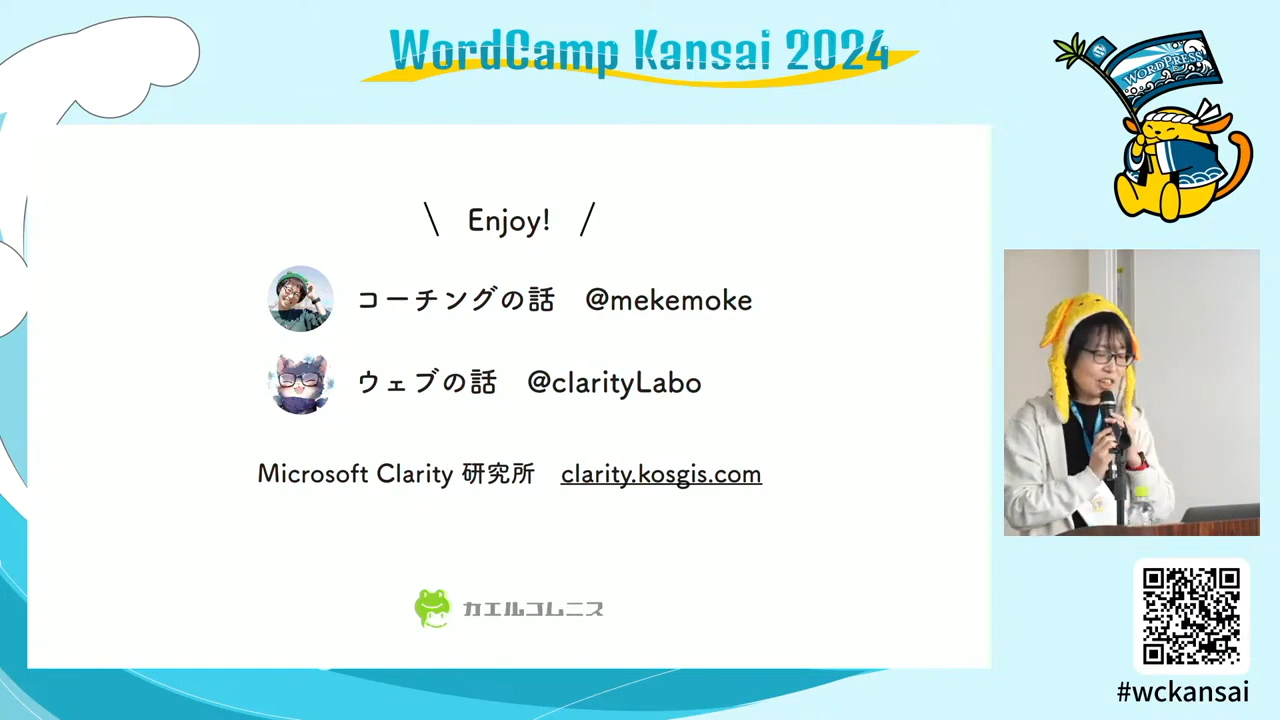 WordCamp Kansai 2024
WORDPRESS
\ Enjoy! /
コーチングの話 @mekemoke
ウェブの話 @clarityLabo
Microsoft Clarity 研究所 clarity.kosgis.com
カエルコムニス
#wckansai